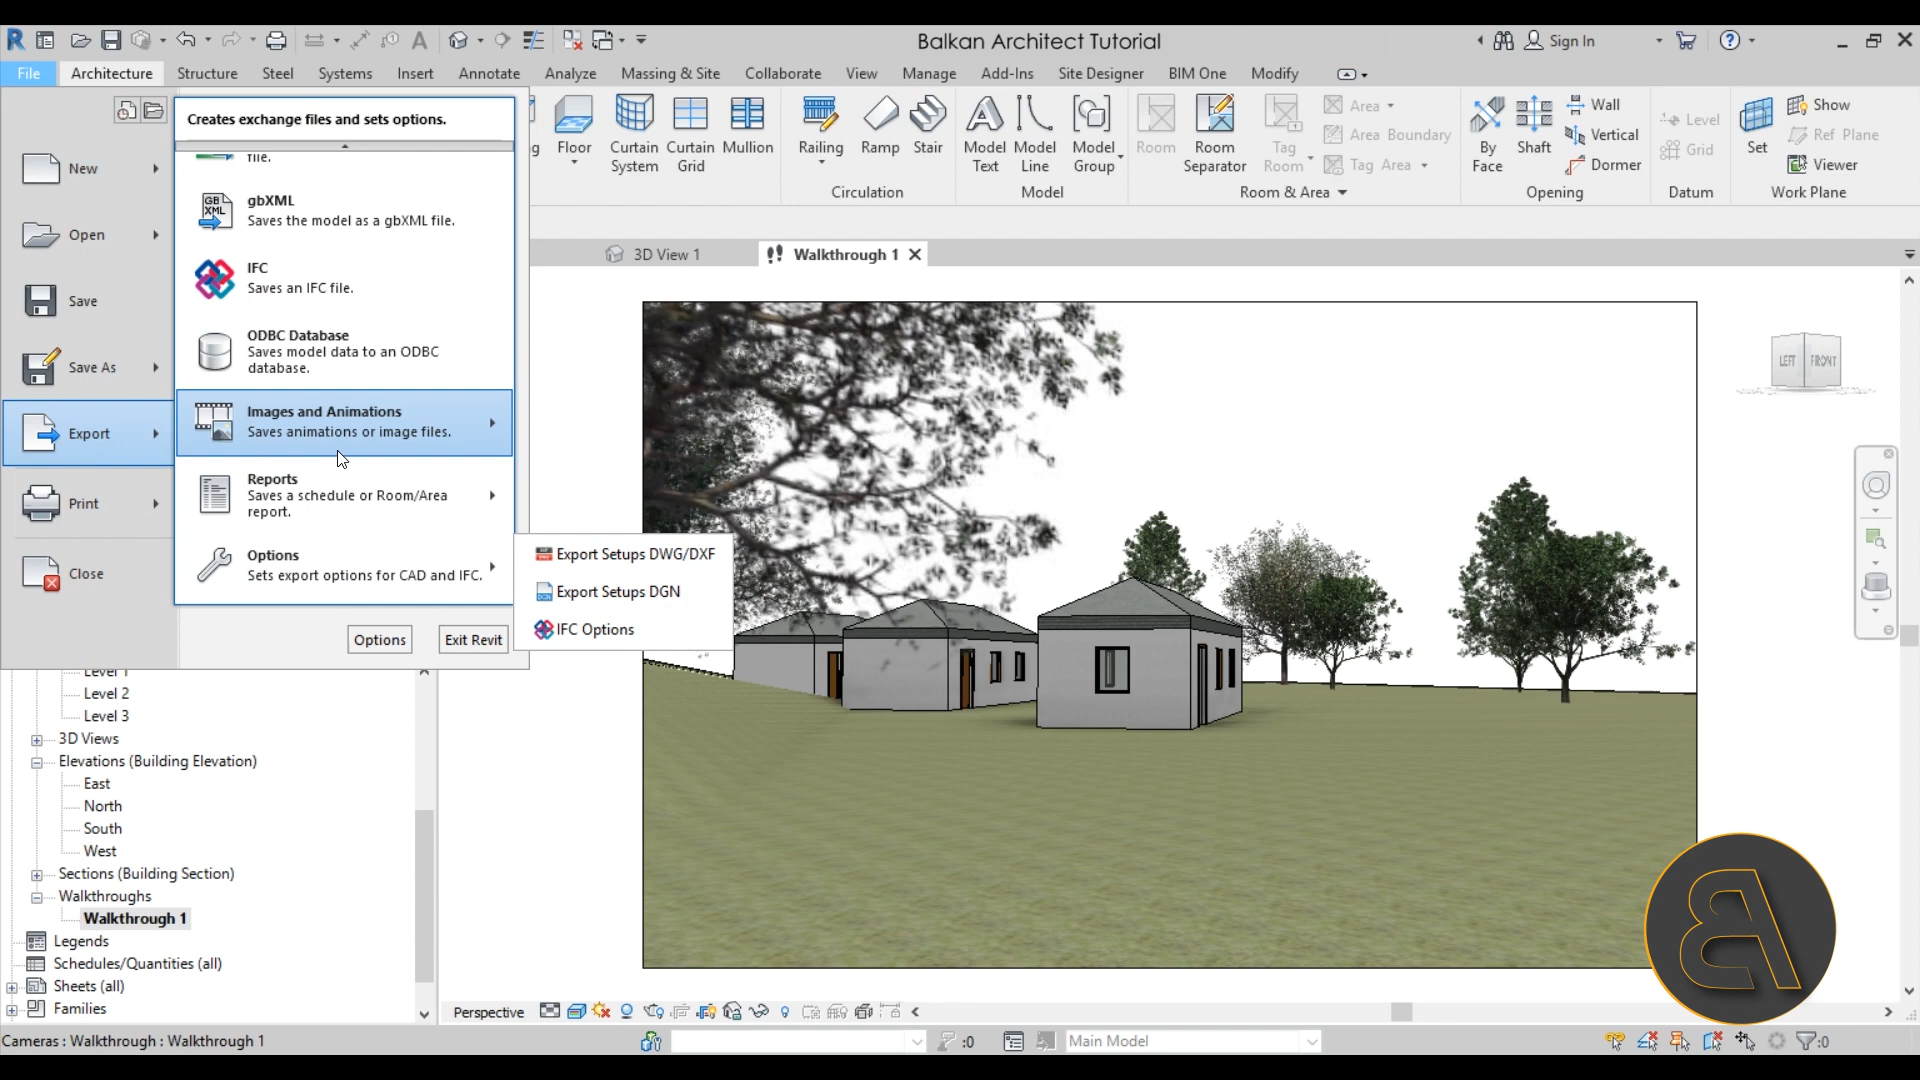 Balkan Architect Tutorial
Sign In
File
Architecture
Structure
Steel
Systems
Insert
Annotate
Analyze
Massing & Site
Collaborate
View
Manage
Add-Ins
Site Designer
BIM One
Modify
Floor
Curtain System
Curtain Grid
Mullion
Railing
Ramp
Stair
Model Text
Model Line
Model Group
Room
Room Separator
Tag Room
Area
Area Boundary
Tag Area
By Face
Shaft
Wall
Vertical
Dormer
Level
Grid
Set
Show
Ref Plane
Viewer
Circulation
Model
Room & Area
Opening
Datum
Work Plane
New
Open
Save
Save As
Export
Print
Close
Creates exchange files and sets options.
file.
gbXML
Saves the model as a gbXML file.
IFC
Saves an IFC file.
ODBC Database
Saves model data to an ODBC
database.
Images and Animations
Saves animations or image files.
Reports
Saves a schedule or Room/Area
report.
Options
Sets export options for CAD and IFC.
Export Setups DWG/DXF
Export Setups DGN
IFC Options
Options
Exit Revit
3D View 1
Walkthrough 1
LEFT
FRONT
Level 1
Level 2
Level 3
3D Views
Elevations (Building Elevation)
East
North
South
West
Sections (Building Section)
Walkthroughs
Walkthrough 1
Legends
Schedules/Quantities (all)
Sheets (all)
Families
Perspective
Cameras : Walkthrough : Walkthrough 1
:0
Main Model
:0